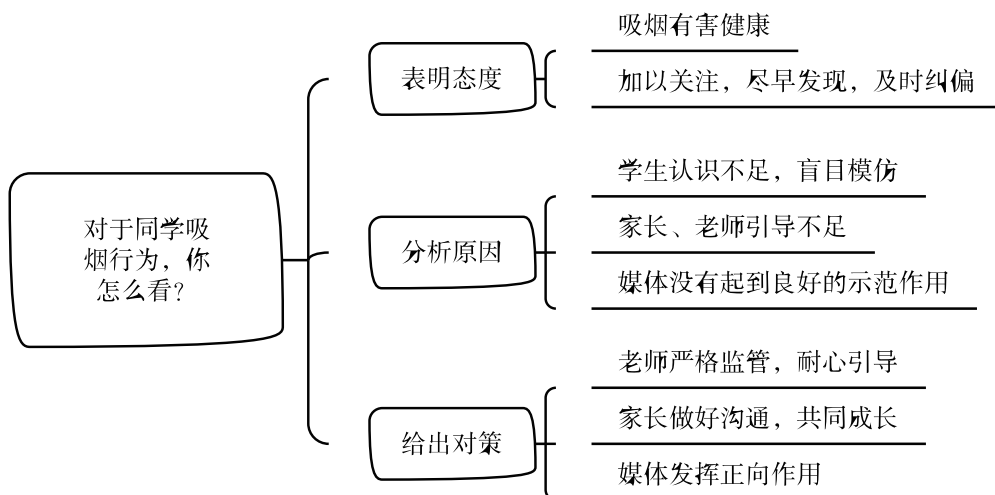 对于同学吸
烟行为，你
怎么看？
表明态度
吸烟有害健康
加以关注，尽早发现，及时纠偏
分析原因
学生认识不足，盲目模仿
家长、老师引导不足
媒体没有起到良好的示范作用
给出对策
老师严格监管，耐心引导
家长做好沟通，共同成长
媒体发挥正向作用